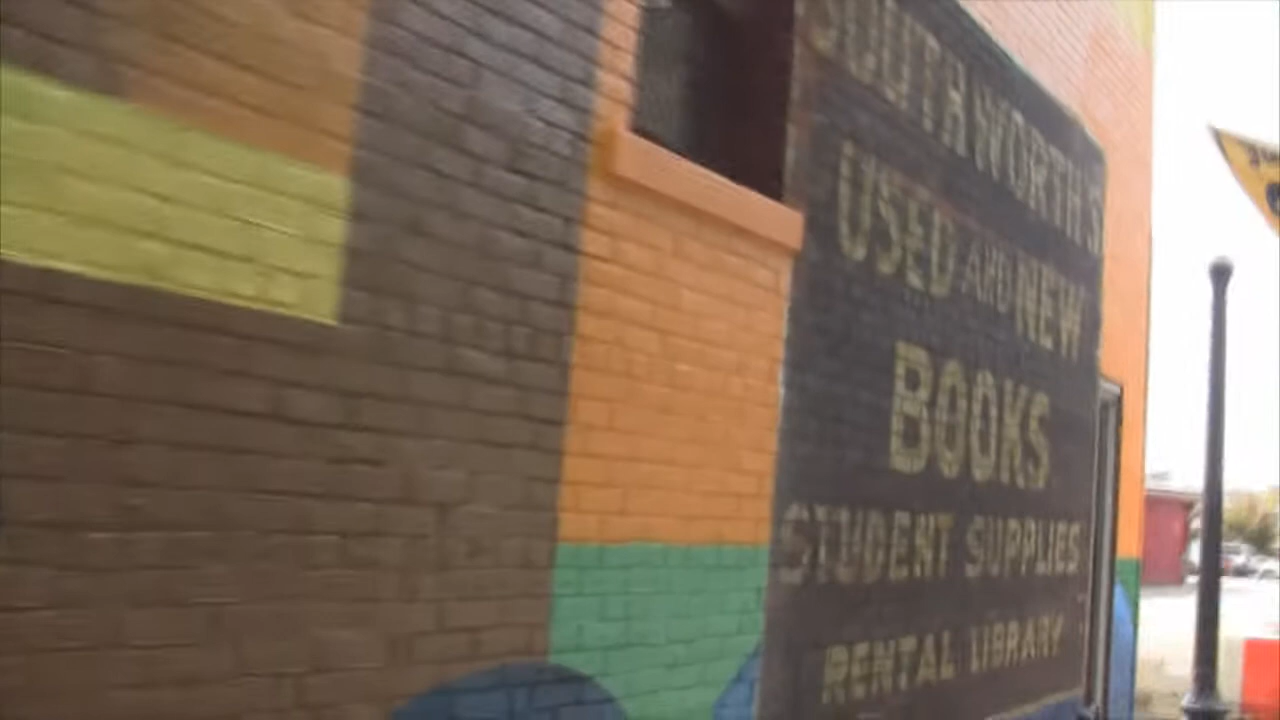 SOUTHWORTH'S
USED AND NEW
BOOKS
STUDENT SUPPLIES
RENTAL LIBRARY